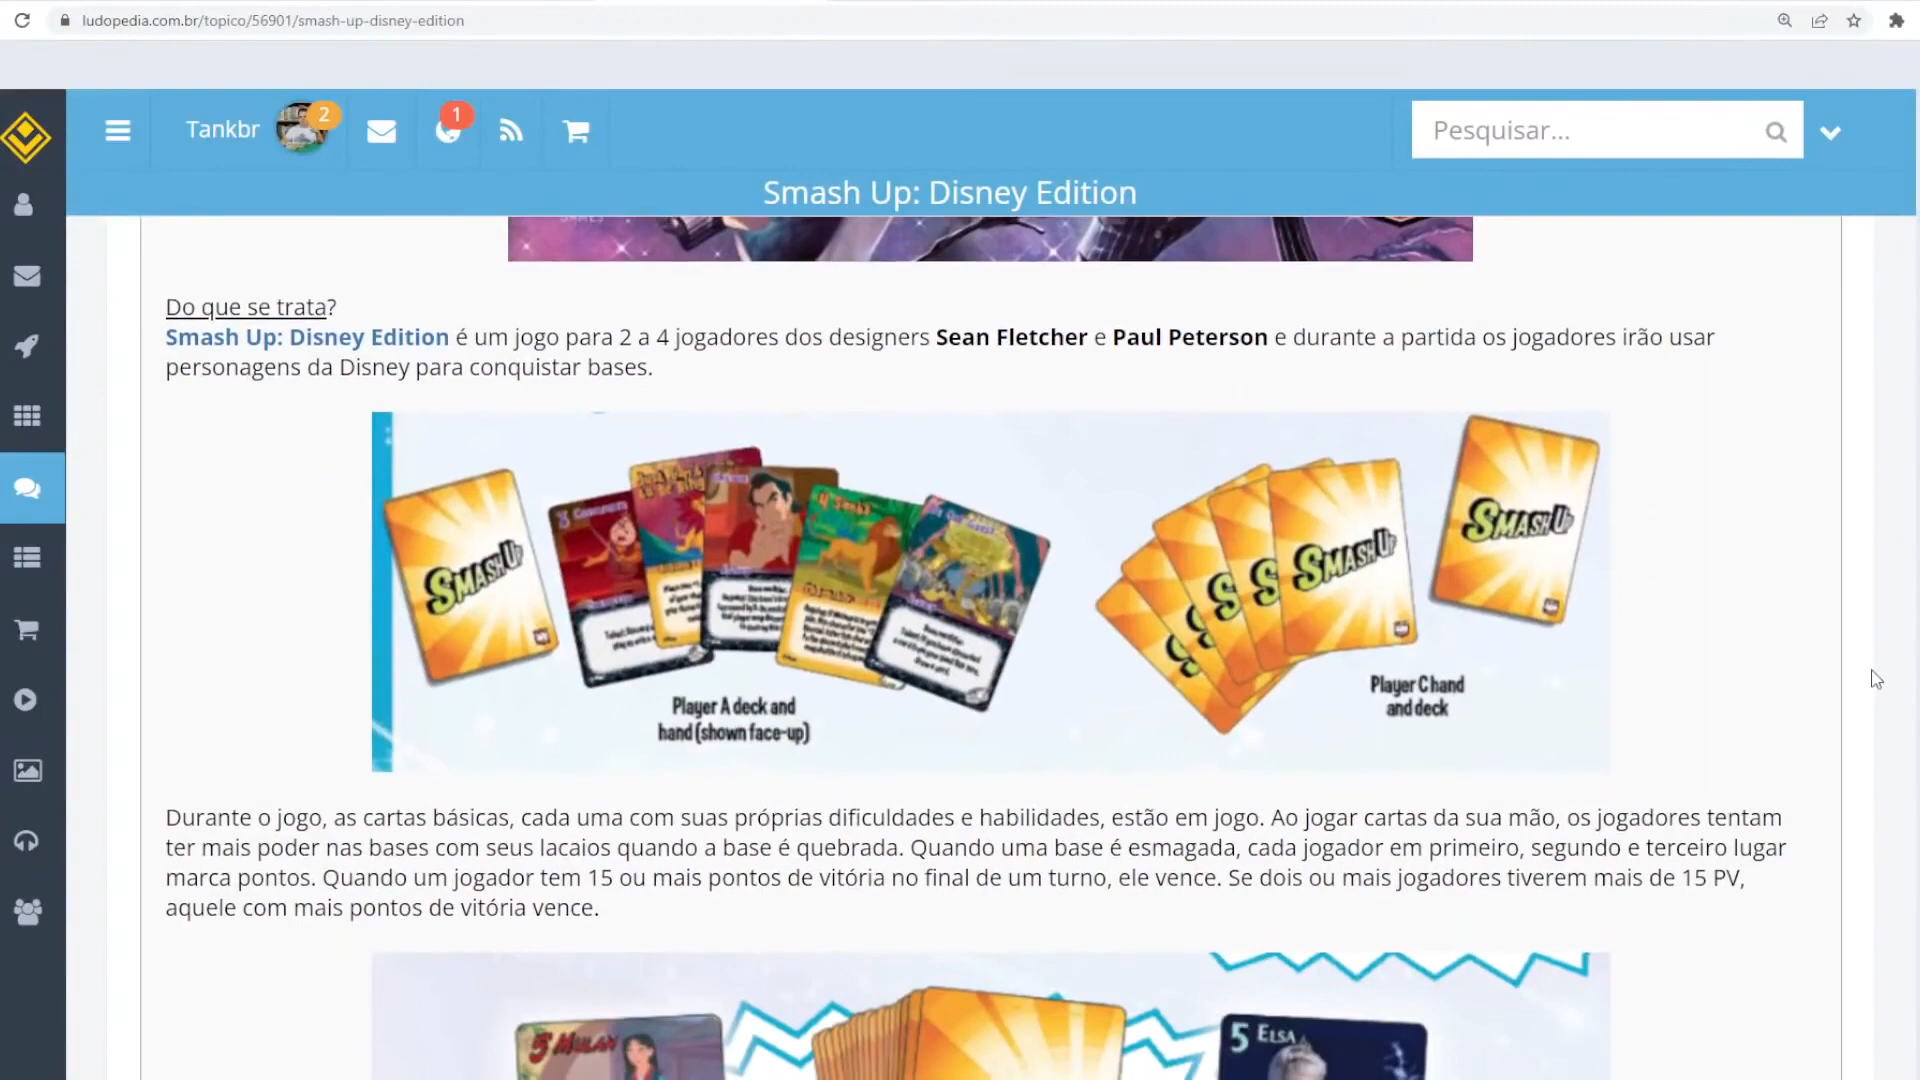 ludopedia.com.br/topico/56901/smash-up-disney-edition
Tankbr
2
1
Pesquisar...
Smash Up: Disney Edition
Do que se trata?
Smash Up: Disney Edition é um jogo para 2 a 4 jogadores dos designers Sean Fletcher e Paul Peterson e durante a partida os jogadores irão usar
personagens da Disney para conquistar bases.
SMASH UP
4 Simba
SMASH UP
SMASH UP
Player A deck and
hand (shown face-up)
Player C hand
and deck
Durante o jogo, as cartas básicas, cada uma com suas próprias dificuldades e habilidades, estão em jogo. Ao jogar cartas da sua mão, os jogadores tentam
ter mais poder nas bases com seus lacaios quando a base é quebrada. Quando uma base é esmagada, cada jogador em primeiro, segundo e terceiro lugar
marca pontos. Quando um jogador tem 15 ou mais pontos de vitória no final de um turno, ele vence. Se dois ou mais jogadores tiverem mais de 15 PV,
aquele com mais pontos de vitória vence.
5 MULAN
5 ELSA